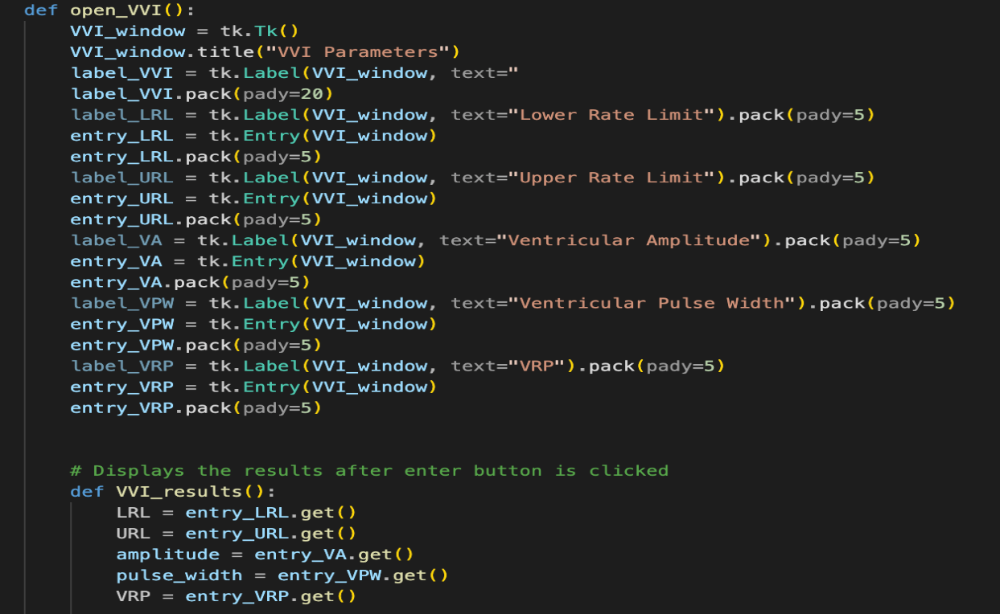 def open_VVI():
    VVI_window = tk.Tk()
    VVI_window.title("VVI Parameters")
    label_VVI = tk.Label(VVI_window, text="
    label_VVI.pack(pady=20)
    label_LRL = tk.Label(VVI_window, text="Lower Rate Limit").pack(pady=5)
    entry_LRL = tk.Entry(VVI_window)
    entry_LRL.pack(pady=5)
    label_URL = tk.Label(VVI_window, text="Upper Rate Limit").pack(pady=5)
    entry_URL = tk.Entry(VVI_window)
    entry_URL.pack(pady=5)
    label_VA = tk.Label(VVI_window, text="Ventricular Amplitude").pack(pady=5)
    entry_VA = tk.Entry(VVI_window)
    entry_VA.pack(pady=5)
    label_VPW = tk.Label(VVI_window, text="Ventricular Pulse Width").pack(pady=5)
    entry_VPW = tk.Entry(VVI_window)
    entry_VPW.pack(pady=5)
    label_VRP = tk.Label(VVI_window, text="VRP").pack(pady=5)
    entry_VRP = tk.Entry(VVI_window)
    entry_VRP.pack(pady=5)
    # Displays the results after enter button is clicked
    def VVI_results():
        LRL = entry_LRL.get()
        URL = entry_URL.get()
        amplitude = entry_VA.get()
        pulse_width = entry_VPW.get()
        VRP = entry_VRP.get()